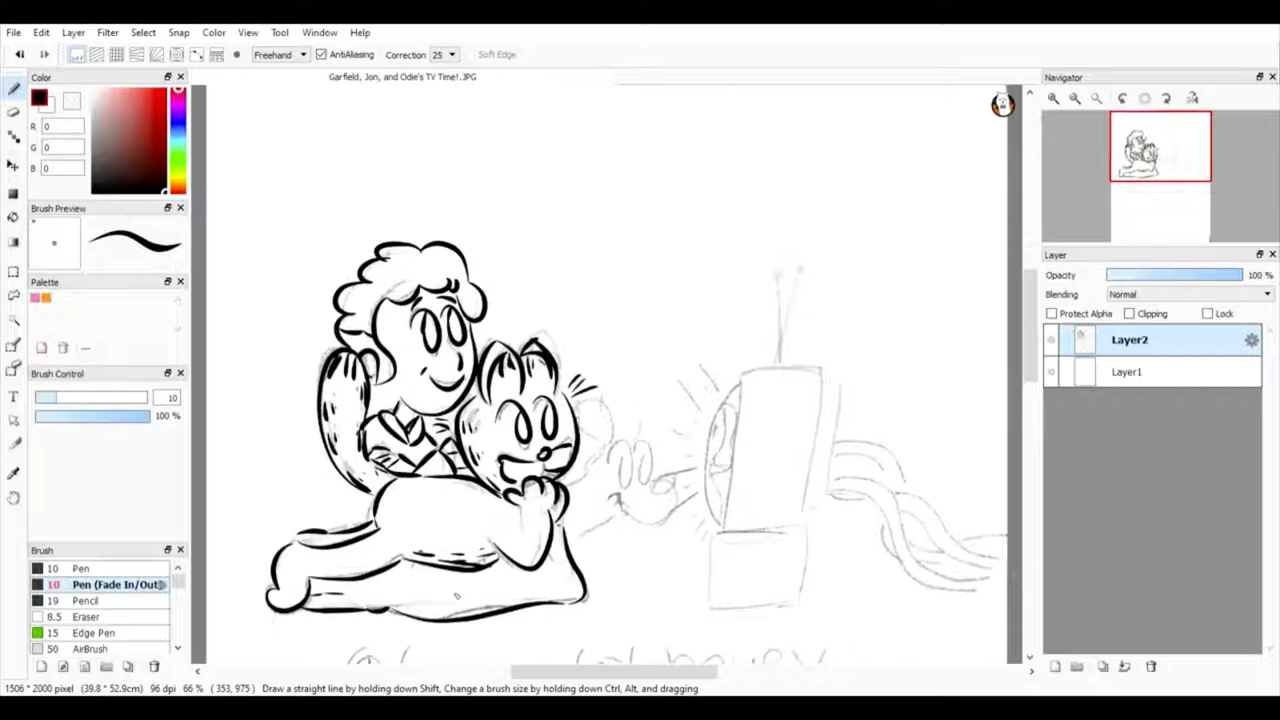 File Edit Layer Filter Select Snap Color View Tool Window Help
off Freehand AntiAliasing Correction 25 Soft Edge
Color
Garfield, Jon, and Odie's TV Time!.JPG
Navigator
R 0
G 0
B 0
Brush Preview
Layer
Opacity 100 %
Palette
Blending Normal
Protect Alpha Clipping Lock
Layer2
Layer1
Brush Control
10
100 %
Brush
10 Pen
10 Pen (Fade In/Out)
19 Pencil
8.5 Eraser
15 Edge Pen
50 AirBrush
1506 * 2000 pixel (39.8 * 52.9cm) 96 dpi 66 % ( 353, 975 ) Draw a straight line by holding down Shift, Change a brush size by holding down Ctrl, Alt, and dragging